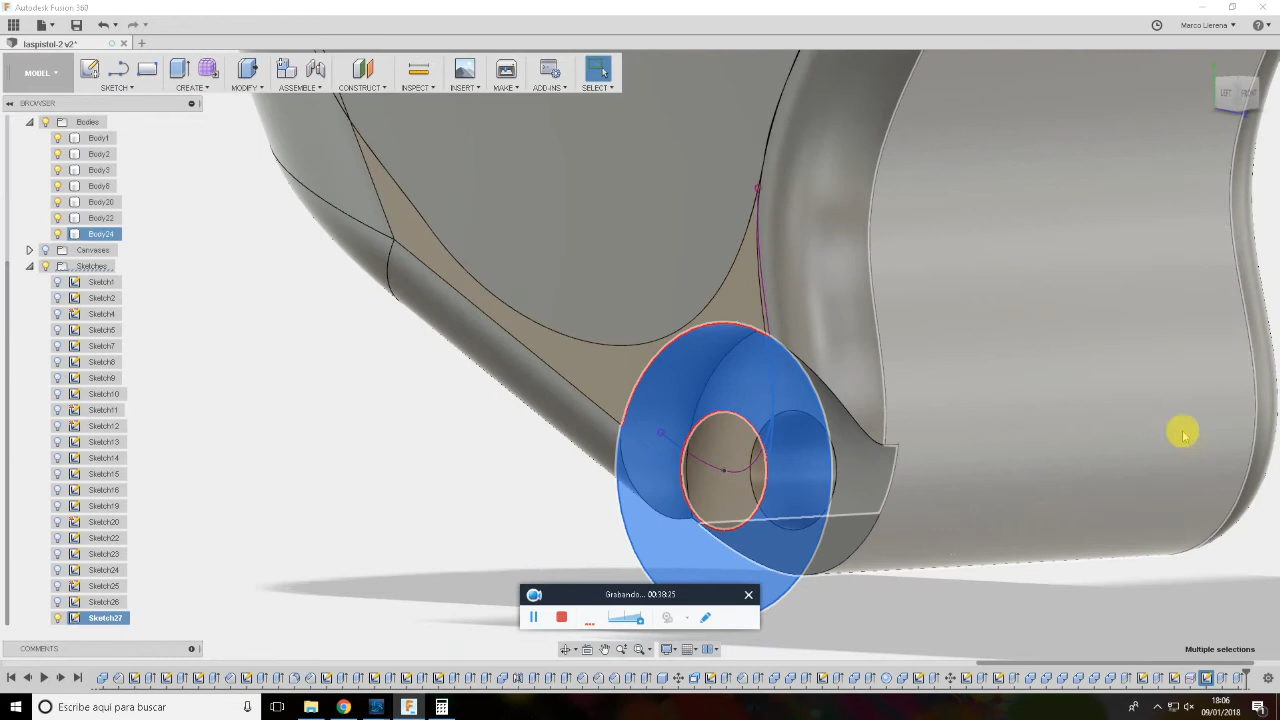 Autodesk Fusion 360
Marco Llerena
laspistol-2 v2*
MODEL
SKETCH
CREATE
MODIFY
ASSEMBLE
CONSTRUCT
INSPECT
INSERT
MAKE
ADD-INS
SELECT
BROWSER
LEFT
FRONT
Bodies
Body1
Body2
Body3
Body6
Body20
Body22
Body24
Canvases
Sketches
Sketch1
Sketch2
Sketch4
Sketch5
Sketch7
Sketch8
Sketch9
Sketch10
Sketch11
Sketch12
Sketch13
Sketch14
Sketch15
Sketch16
Sketch19
Sketch20
Sketch22
Sketch23
Sketch24
Sketch25
Sketch26
Sketch27
Grabando... 00:38:25
COMMENTS
Multiple selections
Escribe aquí para buscar
18:06
09/01/2018